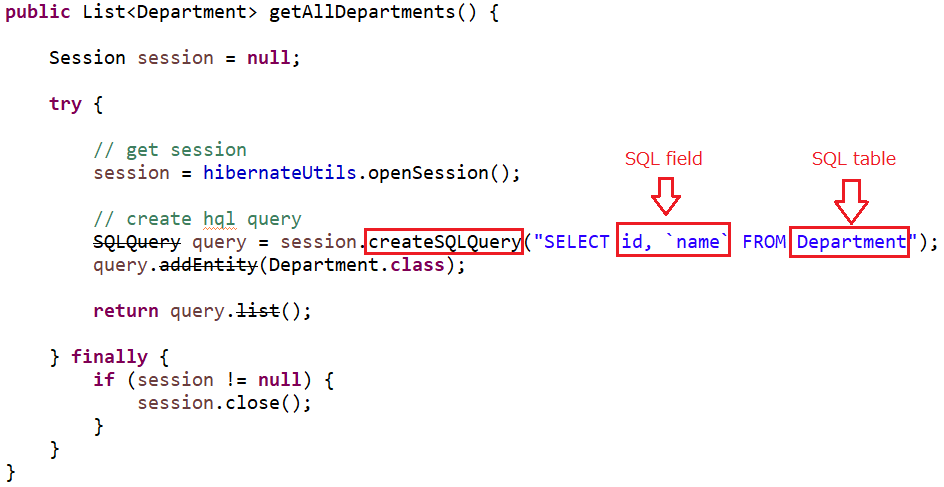 public List<Department> getAllDepartments() {
Session session = null;
try {
// get session
session = hibernateUtils.openSession();
SQL field
SQL table
// create hql query
SQLQuery query = session.createSQLQuery("SELECT id, `name` FROM Department");
query.addEntity(Department.class);
return query.list();
} finally {
if (session != null) {
session.close();
}
}
}